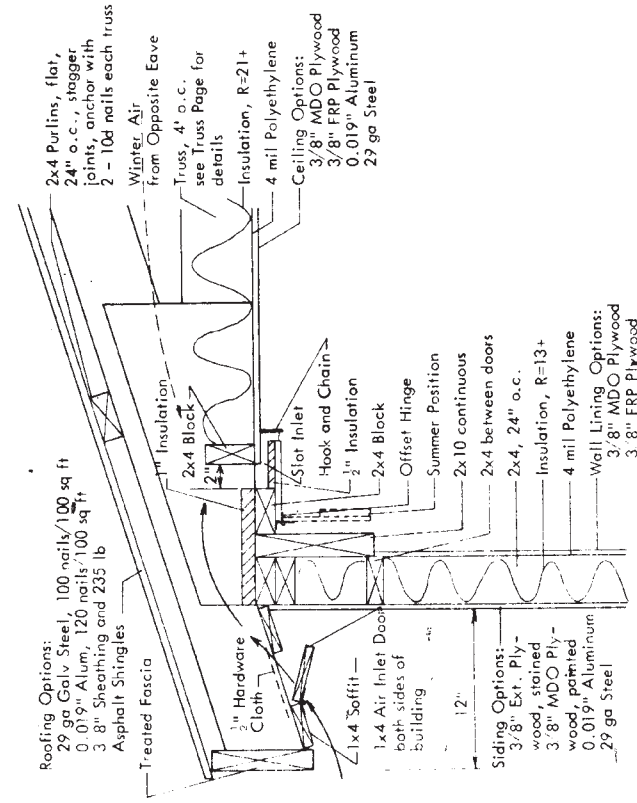 Roofing Options:
29 ga Galv Steel, 100 nails/100 sq ft
0.019" Alum, 120 nails/100 sq ft
3/8" Sheathing and 235 lb
Asphalt Shingles
Treated Fascia
2x4 Purlins, flat,
24" o.c., stagger
joints, anchor with
2 - 10d nails each truss
Winter Air
from Opposite Eave
Truss, 4' o.c.
see Truss Page for
details
Insulation, R=21+
4 mil Polyethylene
Ceiling Options:
3/8" MDO Plywood
3/8" FRP Plywood
0.019" Aluminum
29 ga Steel
1" Insulation
2x4 Block
2"
Slot Inlet
Hook and Chain
½" Insulation
2x4 Block
Offset Hinge
Summer Position
2x10 continuous
2x4 between doors
2x4, 24" o.c.
Insulation, R=13+
4 mil Polyethylene
Wall Lining Options:
3/8" MDO Plywood
3/8" FRP Plywood
½" Hardware
Cloth
1x4 Soffit
1x4 Air Inlet Door
both sides of
building
12"
Siding Options:
3/8" Ext. Ply-
wood, stained
3/8" MDO Ply-
wood, painted
0.019" Aluminum
29 ga Steel